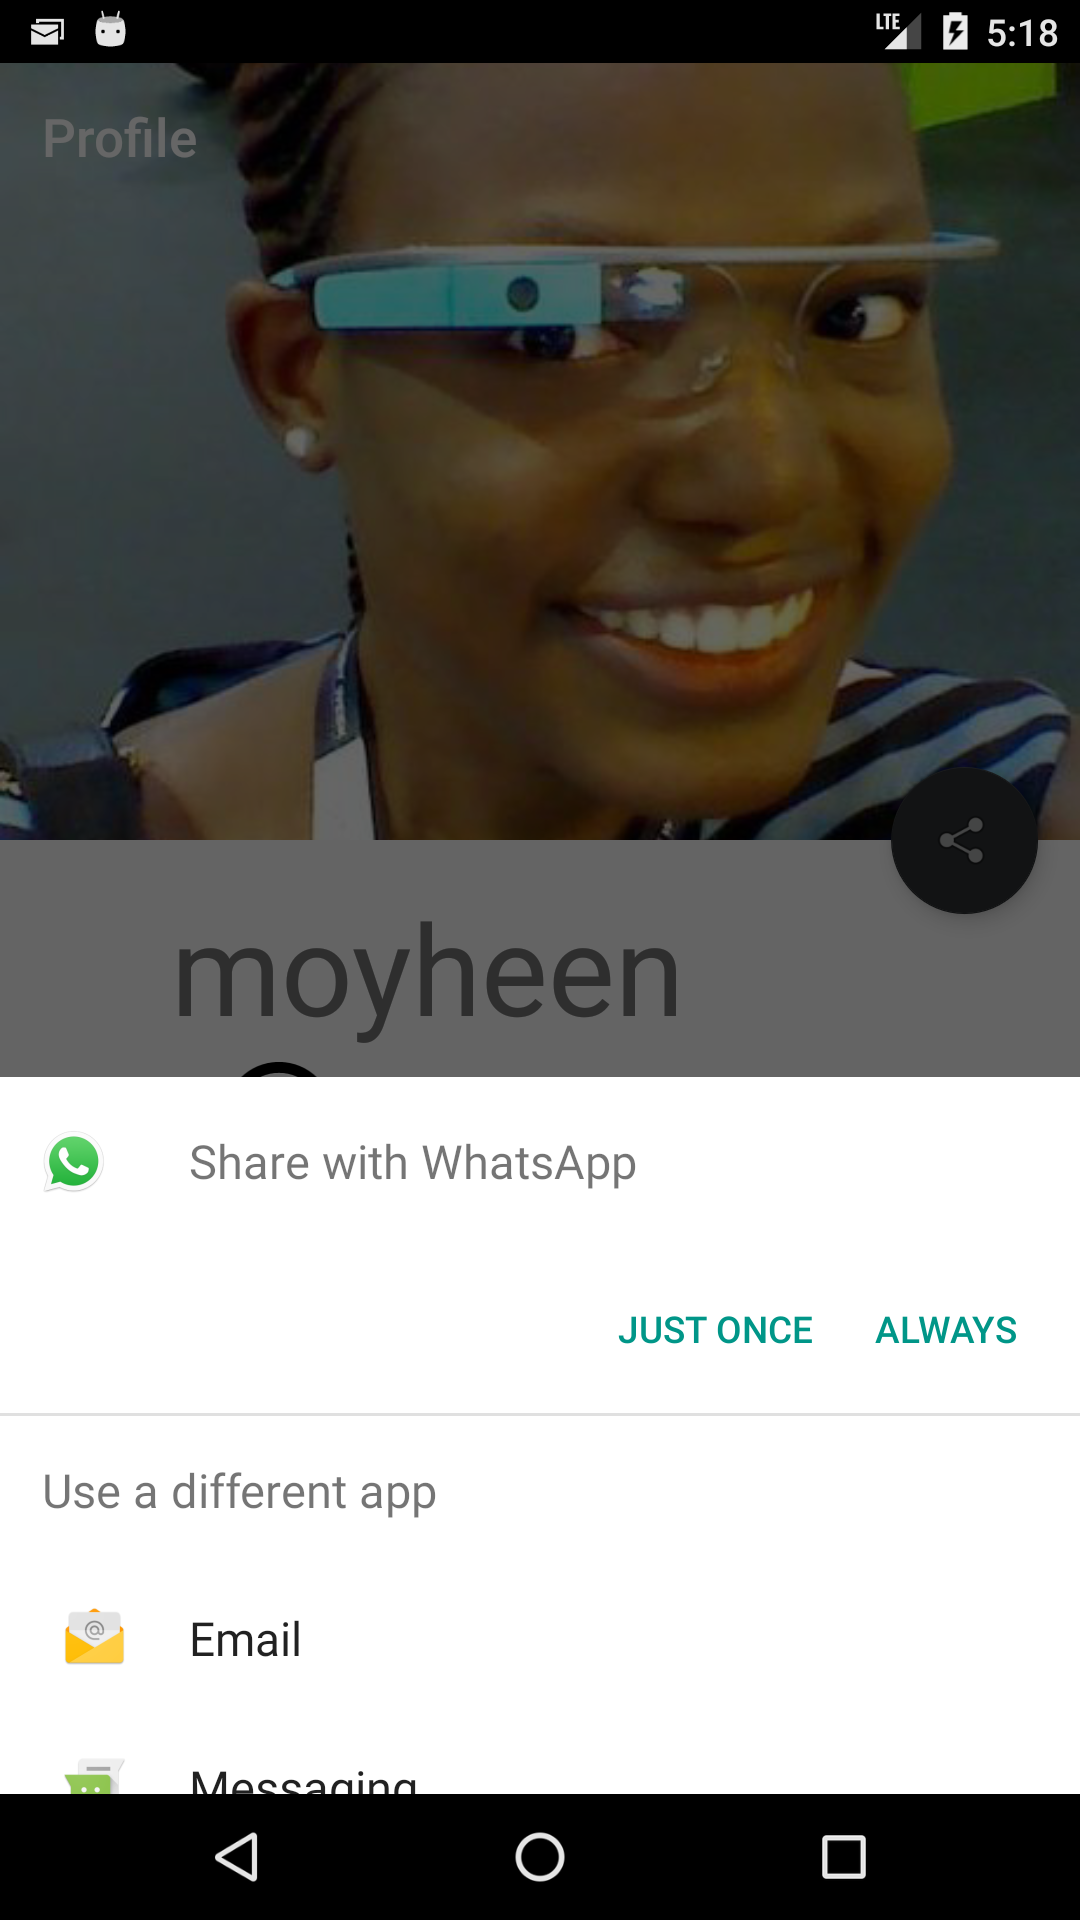 LTE 5:18
Profile
moyheen
Share with WhatsApp
JUST ONCE ALWAYS
Use a different app
Email
Messaging